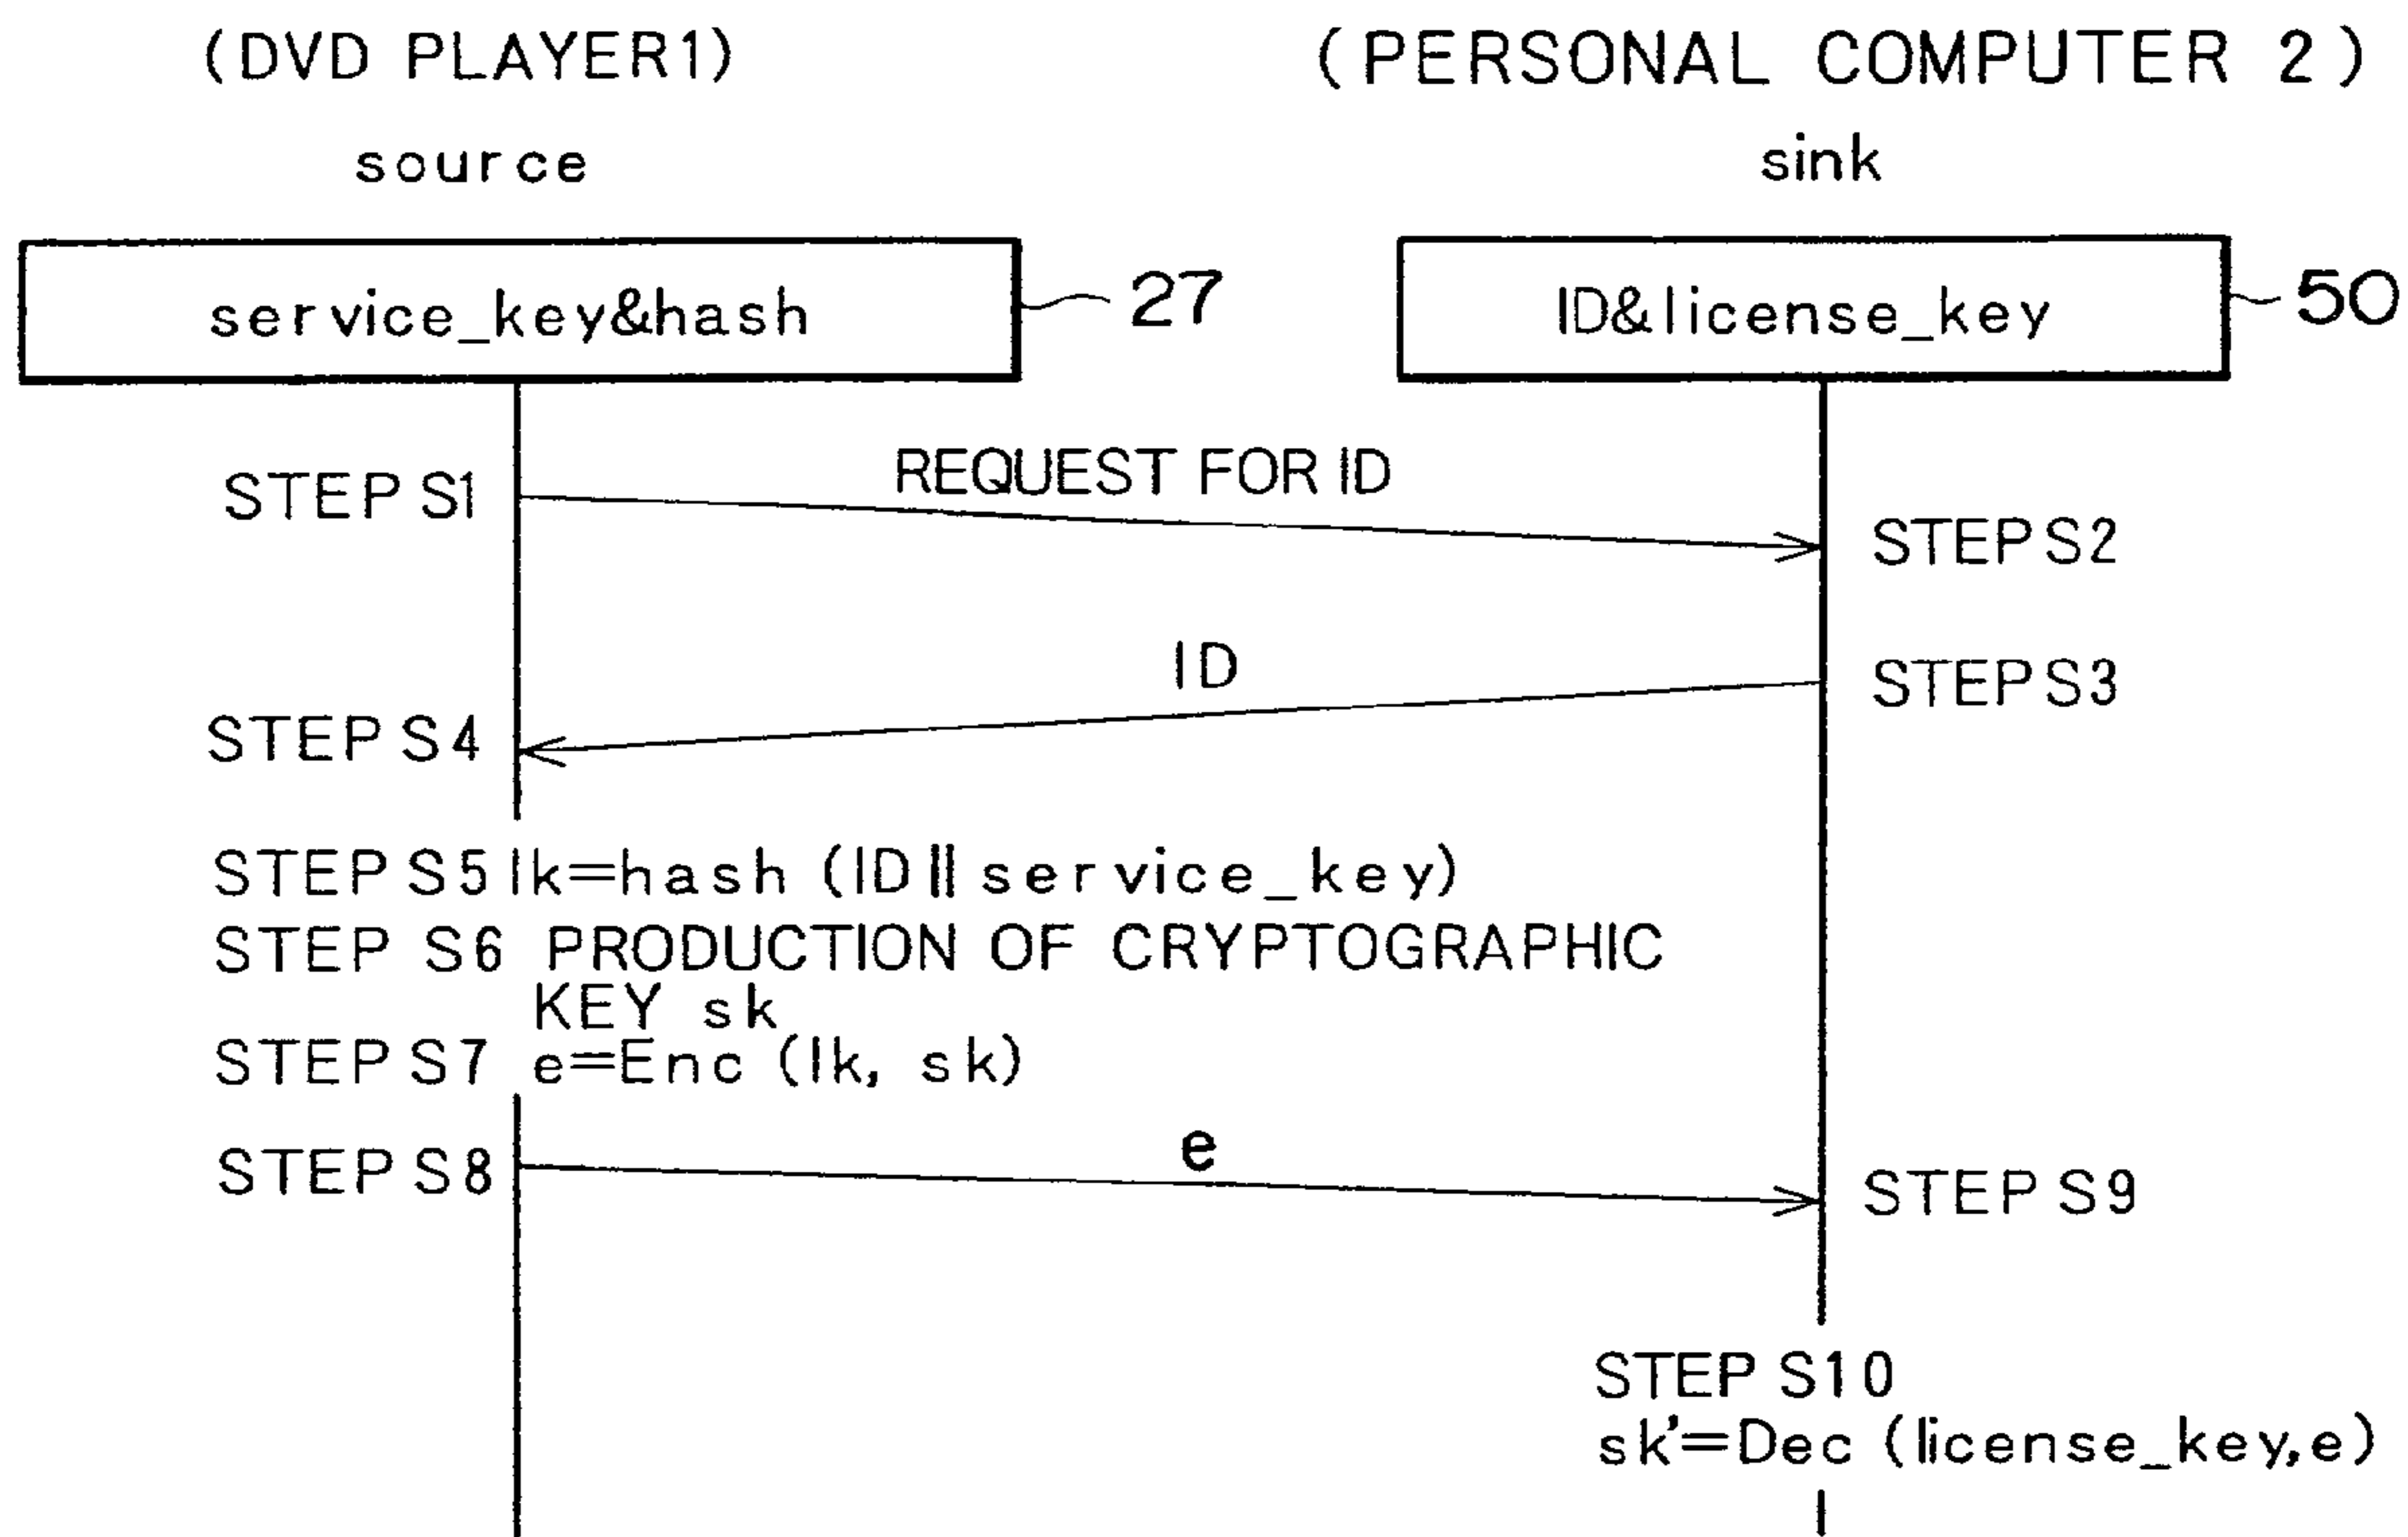 (DVD PLAYER1)
(PERSONAL COMPUTER 2)
source
sink
service_key&hash
27
ID&license_key
50
STEP S1
REQUEST FOR ID
STEP S2
ID
STEP S3
STEP S4
STEP S5 lk=hash (ID || service_key)
STEP S6 PRODUCTION OF CRYPTOGRAPHIC
KEY sk
STEP S7 e=Enc (lk, sk)
STEP S8
e
STEP S9
STEP S10
sk'=Dec (license_key,e)